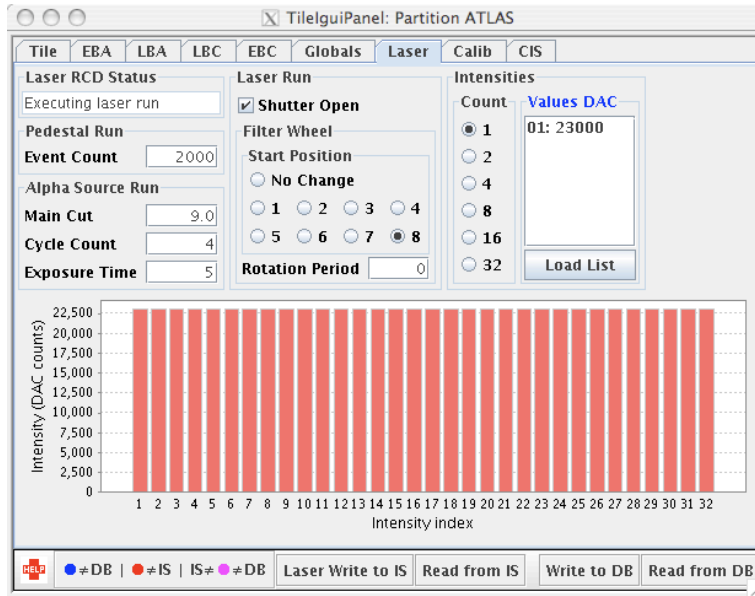 TileIguiPanel: Partition ATLAS
Tile EBA LBA LBC EBC Globals Laser Calib CIS
Laser RCD Status
Executing laser run
Pedestal Run
Event Count 2000
Alpha Source Run
Main Cut 9.0
Cycle Count 4
Exposure Time 5
Laser Run
Shutter Open
Filter Wheel
Start Position
No Change
1 2 3 4
5 6 7 8
Rotation Period 0
Intensities
Count
1
2
4
8
16
32
Values DAC
01: 23000
Load List
Intensity (DAC counts)
22,500
20,000
17,500
15,000
12,500
10,000
7,500
5,000
2,500
0
1 2 3 4 5 6 7 8 9 10 11 12 13 14 15 16 17 18 19 20 21 22 23 24 25 26 27 28 29 30 31 32
Intensity index
HELP ≠DB | ≠IS | IS≠ ≠DB Laser Write to IS Read from IS Write to DB Read from DB